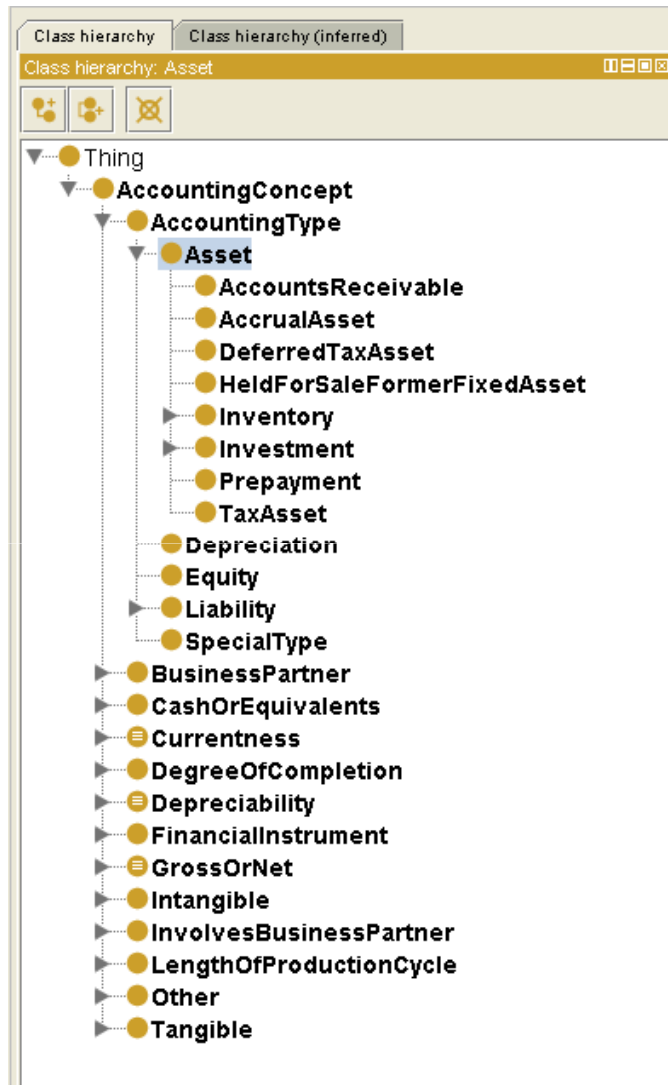 Class hierarchy Class hierarchy (inferred)
Class hierarchy: Asset
Thing
AccountingConcept
AccountingType
Asset
AccountsReceivable
AccrualAsset
DeferredTaxAsset
HeldForSaleFormerFixedAsset
Inventory
Investment
Prepayment
TaxAsset
Depreciation
Equity
Liability
SpecialType
BusinessPartner
CashOrEquivalents
Currentness
DegreeOfCompletion
Depreciability
FinancialInstrument
GrossOrNet
Intangible
InvolvesBusinessPartner
LengthOfProductionCycle
Other
Tangible